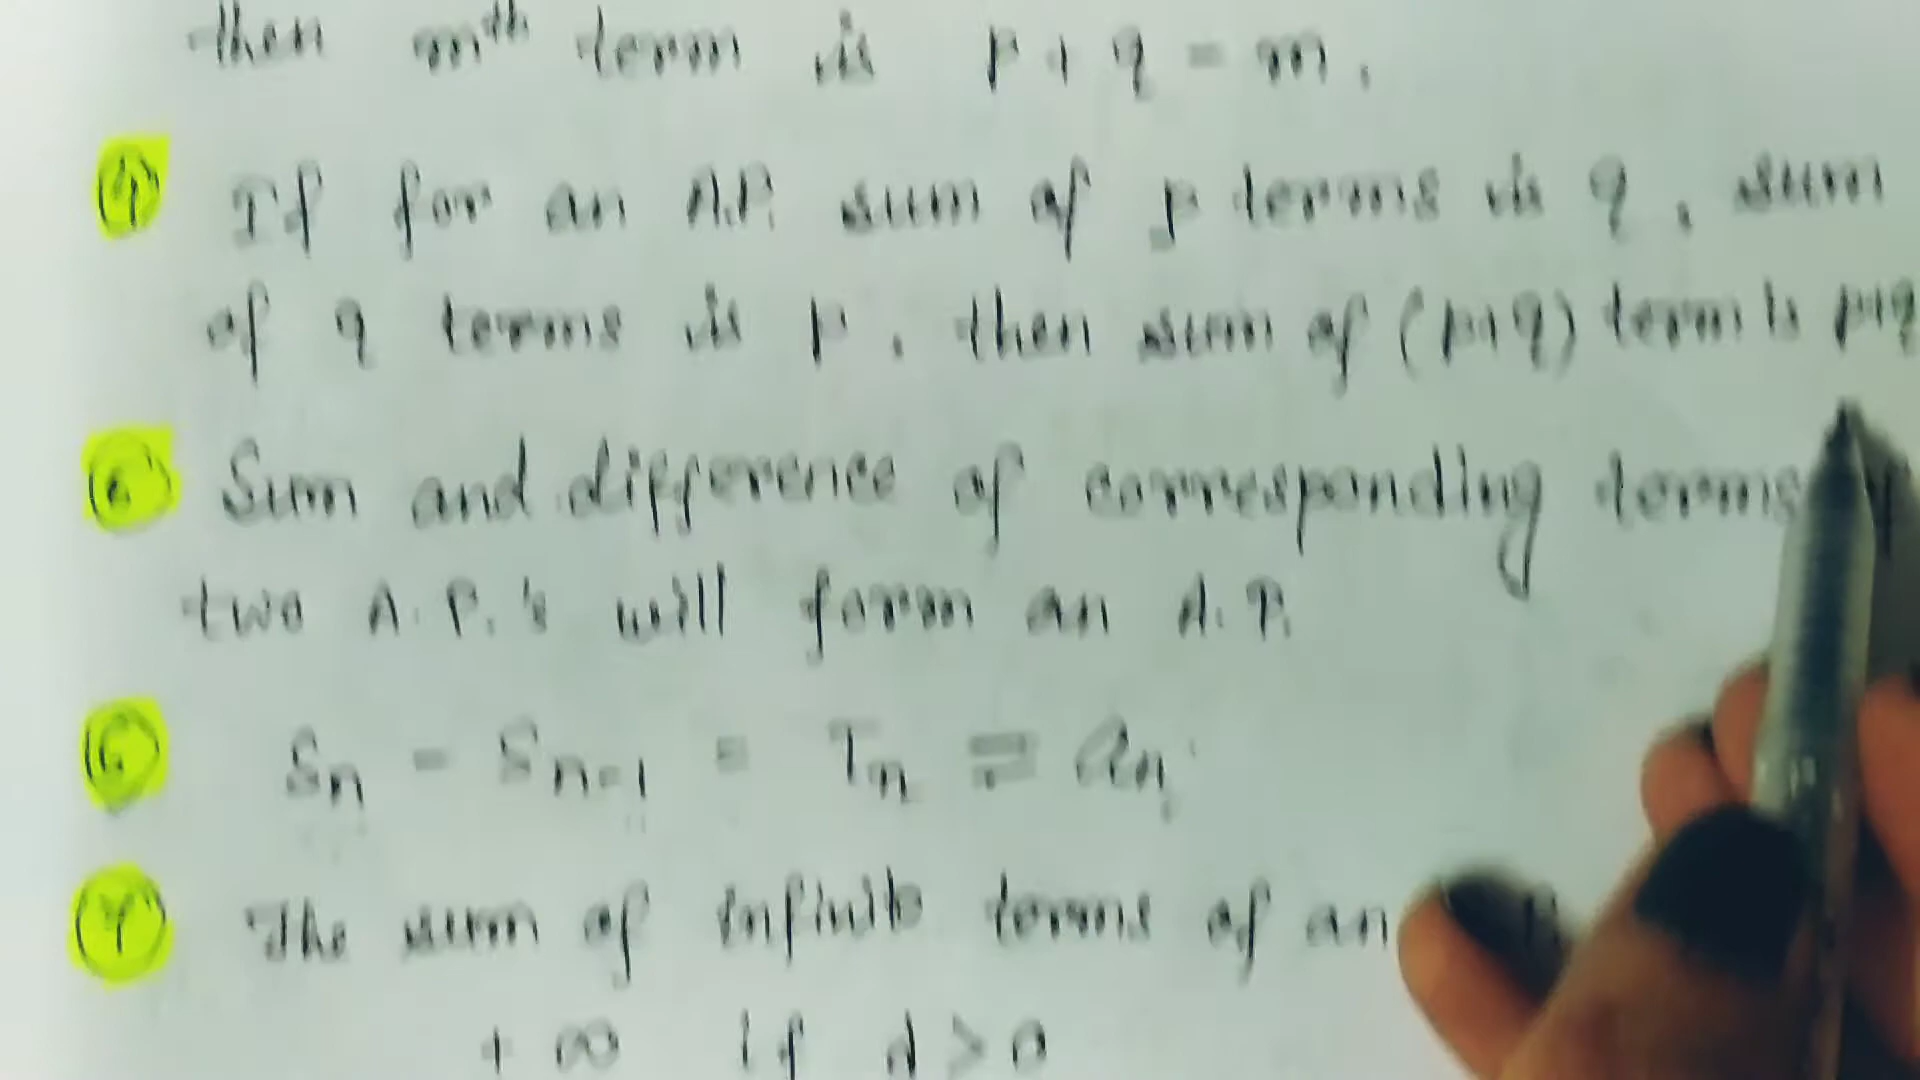 then mth term is p + q - m.
(4) If for an A.P. sum of p terms is q, sum
of q terms is p, then sum of (p+q) term is p+q
Sum and difference of corresponding terms
two A.P.'s will form an A.P.
(6) Sn - Sn-1 = Tn = an
(7) The sum of infinite terms of an
+ ∞ if d > 0